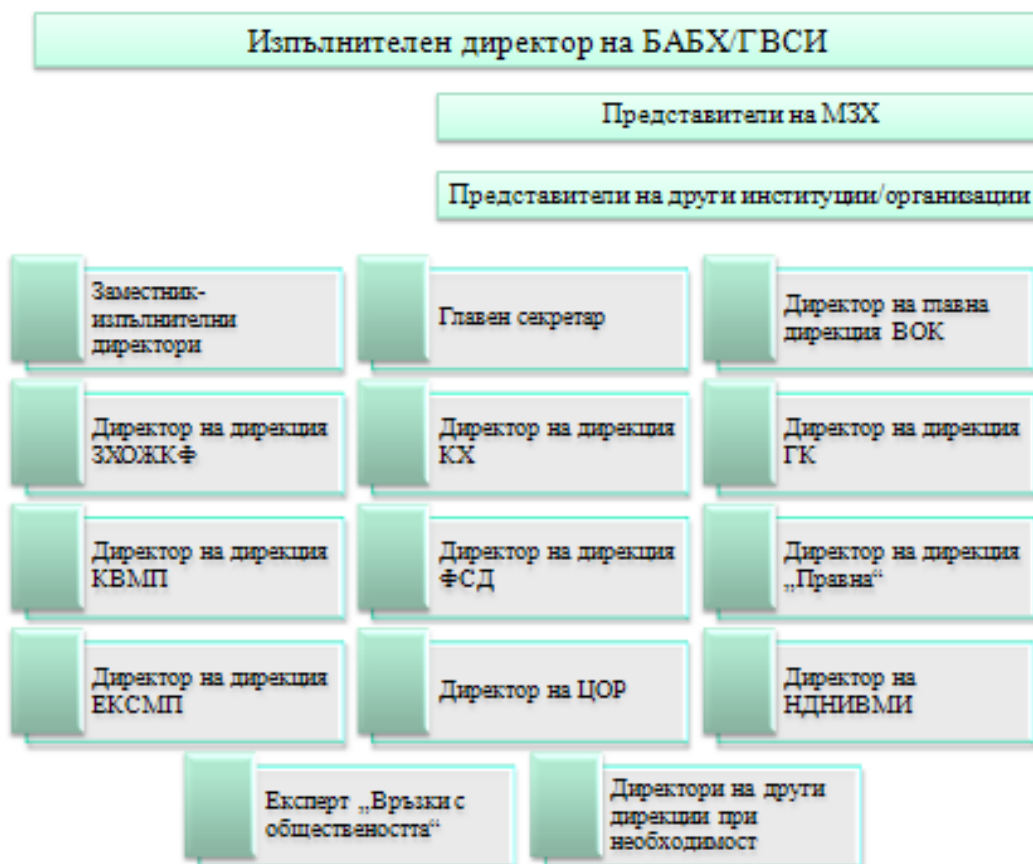 Изпълнителен директор на БАБХ/ГВСИ
Представители на МЗХ
Представители на други институции/организации
Заместник-
изпълнителни
директори
Главен секретар
Директор на главна
дирекция ВОК
Директор на дирекция
ЗХОЖКФ
Директор на дирекция
КХ
Директор на дирекция
ГК
Директор на дирекция
КВМП
Директор на дирекция
ФСД
Директор на дирекция
„Правна“
Директор на дирекция
ЕКСМП
Директор на ЦОР
Директор на
НДНИВМИ
Експерт „Връзки с
обществеността“
Директори на други
дирекции при
необходимост